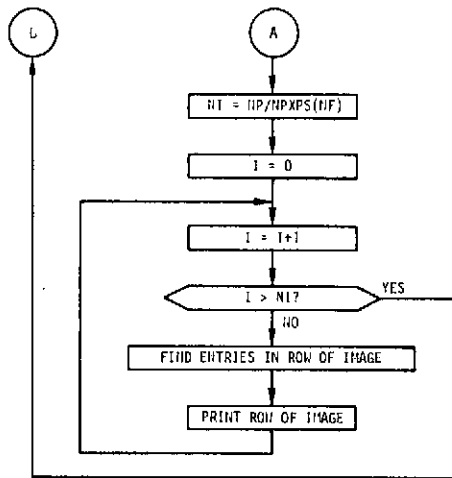 L
A
NI = NP/NPXPS(NF)
I = 0
I = I+1
I > NI?
YES
NO
FIND ENTRIES IN ROW OF IMAGE
PRINT ROW OF IMAGE